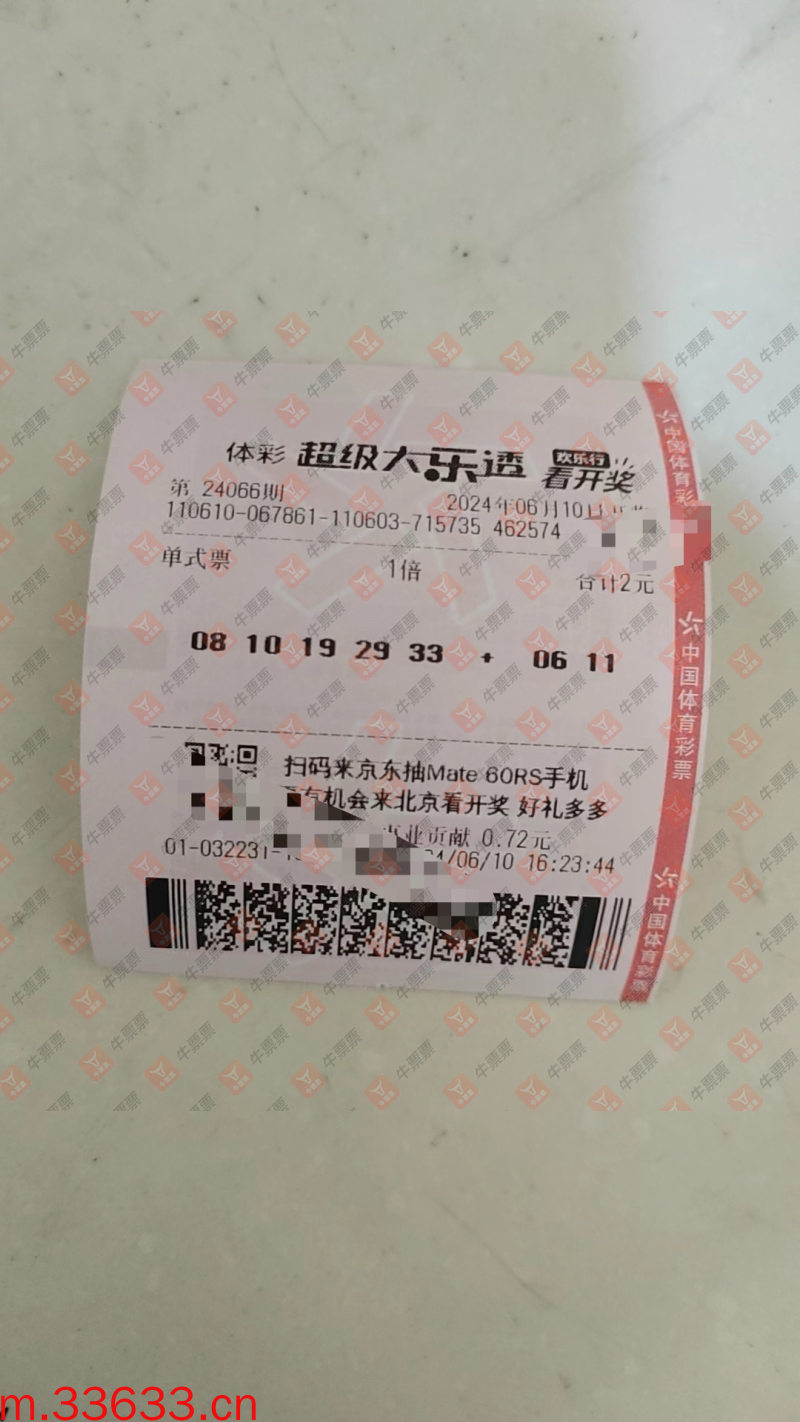 体彩 超级大乐透 欢乐行 看开奖
第 24066期
2024年06月10日
110610-067861-110603-715735 462574
单式票 1倍 合计2元
08 10 19 29 33 + 06 11
扫码来京东抽Mate 60RS手机
有机会来北京看开奖 好礼多多
业贡献 0.72元
01-032231-
/06/10 16:23:44
中国体育彩
中国体育彩票
中国体育彩票
牛票票
m.33633.cn